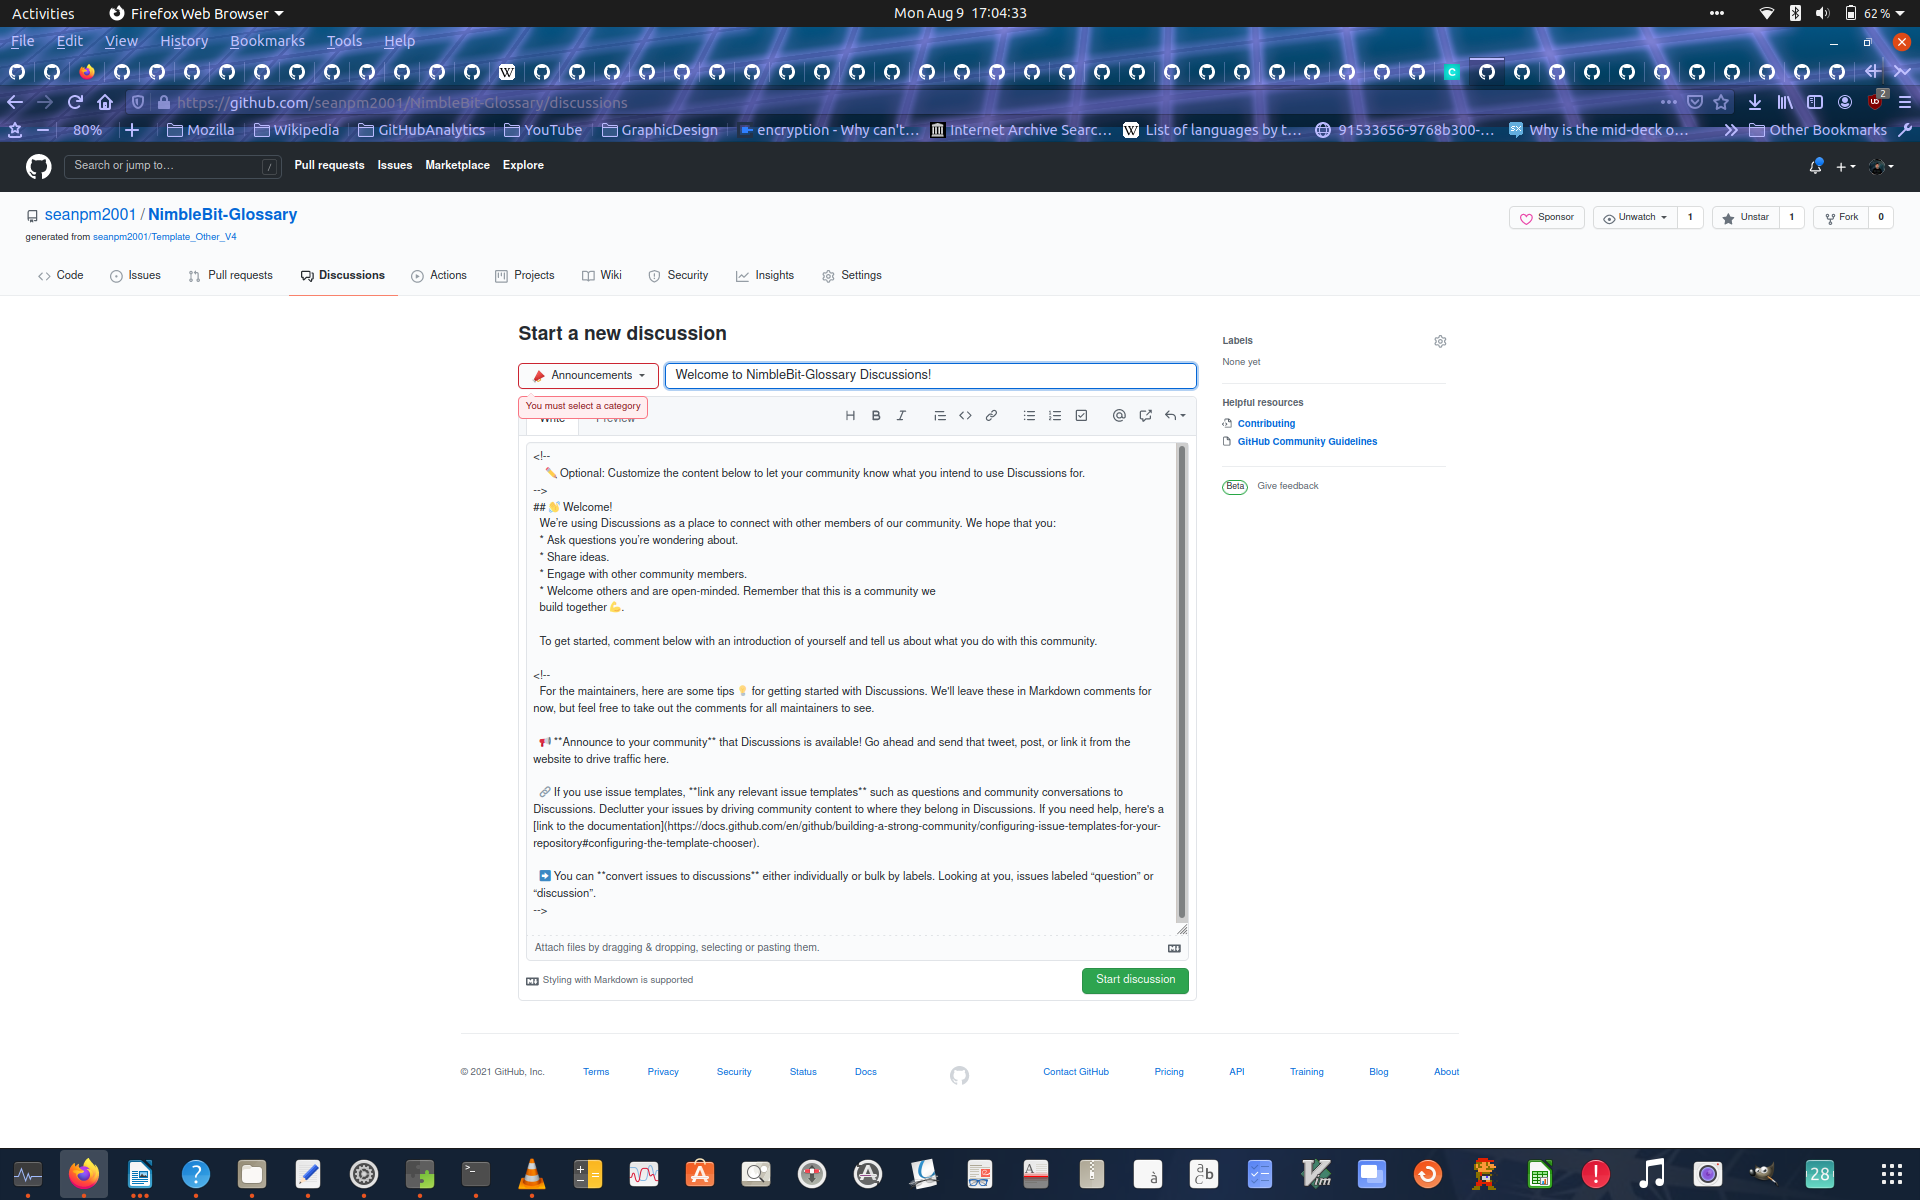 Activities
Firefox Web Browser
Mon Aug 9 17:04:33
62 %
File Edit View History Bookmarks Tools Help
https://github.com/seanpm2001/NimbleBit-Glossary/discussions
2
80%
Mozilla
Wikipedia
GitHubAnalytics
YouTube
GraphicDesign
encryption - Why can't…
Internet Archive Searc…
List of languages by t…
91533656-9768b300-…
Why is the mid-deck o…
Other Bookmarks
Search or jump to…
/
Pull requests
Issues
Marketplace
Explore
seanpm2001 / NimbleBit-Glossary
generated from seanpm2001/Template_Other_V4
Sponsor
Unwatch 1
Unstar 1
Fork 0
Code
Issues
Pull requests
Discussions
Actions
Projects
Wiki
Security
Insights
Settings
Start a new discussion
Announcements
Welcome to NimbleBit-Glossary Discussions!
You must select a category
Write
Preview
<!--
✏️ Optional: Customize the content below to let your community know what you intend to use Discussions for.
-->
## 👋 Welcome!
We’re using Discussions as a place to connect with other members of our community. We hope that you:
* Ask questions you’re wondering about.
* Share ideas.
* Engage with other community members.
* Welcome others and are open-minded. Remember that this is a community we
build together 💪.
To get started, comment below with an introduction of yourself and tell us about what you do with this community.
<!--
For the maintainers, here are some tips 💡 for getting started with Discussions. We'll leave these in Markdown comments for
now, but feel free to take out the comments for all maintainers to see.
📢 **Announce to your community** that Discussions is available! Go ahead and send that tweet, post, or link it from the
website to drive traffic here.
🔗 If you use issue templates, **link any relevant issue templates** such as questions and community conversations to
Discussions. Declutter your issues by driving community content to where they belong in Discussions. If you need help, here's a
[link to the documentation](https://docs.github.com/en/github/building-a-strong-community/configuring-issue-templates-for-your-
repository#configuring-the-template-chooser).
➡️ You can **convert issues to discussions** either individually or bulk by labels. Looking at you, issues labeled “question” or
“discussion”.
-->
Attach files by dragging & dropping, selecting or pasting them.
Styling with Markdown is supported
Start discussion
Labels
None yet
Helpful resources
Contributing
GitHub Community Guidelines
Beta Give feedback
© 2021 GitHub, Inc.
Terms
Privacy
Security
Status
Docs
Contact GitHub
Pricing
API
Training
Blog
About
28